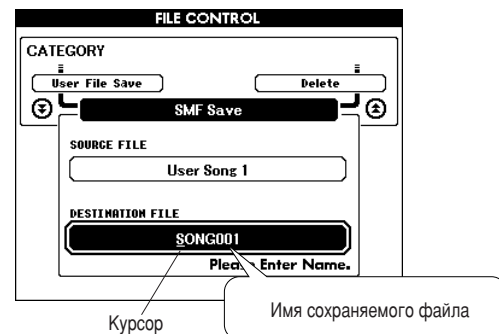 FILE CONTROL
CATEGORY
User File Save
Delete
SMF Save
SOURCE FILE
User Song 1
DESTINATION FILE
SONG001
Please Enter Name.
Имя сохраняемого файла
Курсор